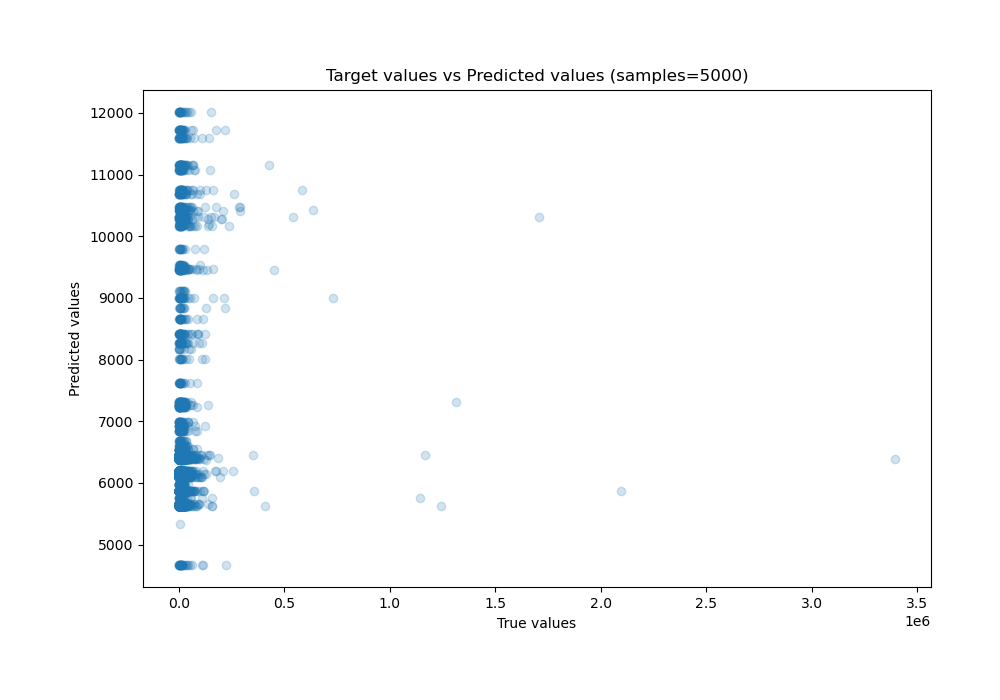 Target values vs Predicted values (samples=5000)
12000
11000
10000
9000
8000
7000
6000
5000
Predicted values
0.0 0.5 1.0 1.5 2.0 2.5 3.0 3.5
1e6
True values